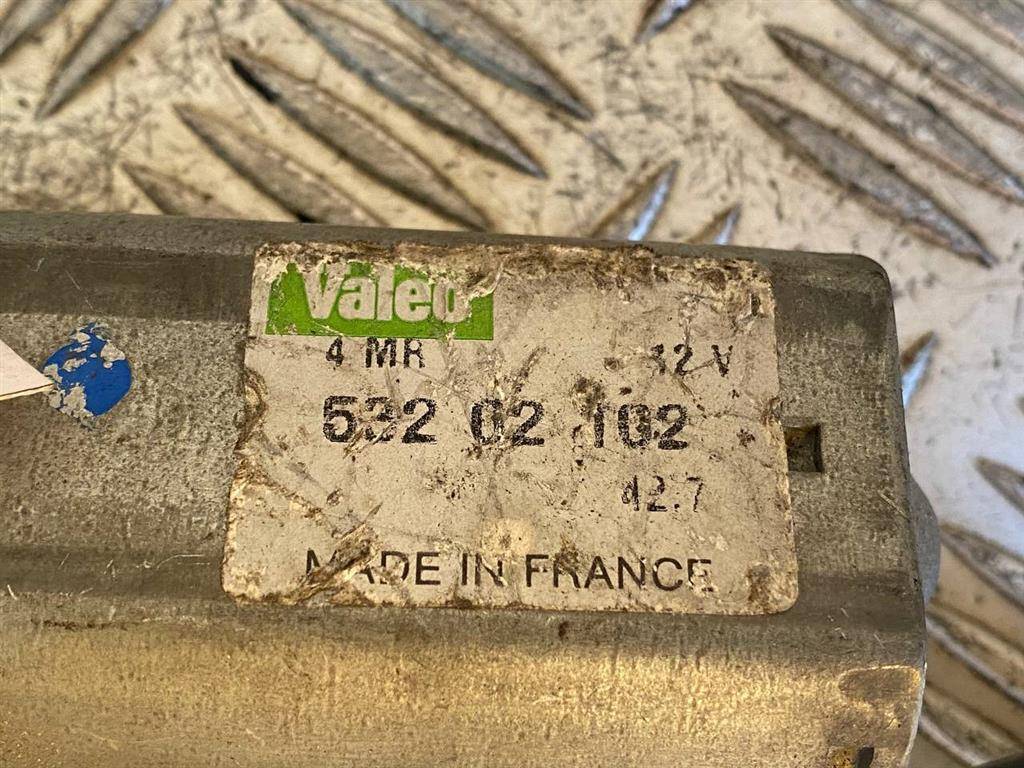 Valeo
4 MR 12 V
532 02 102
42.7
MADE IN FRANCE